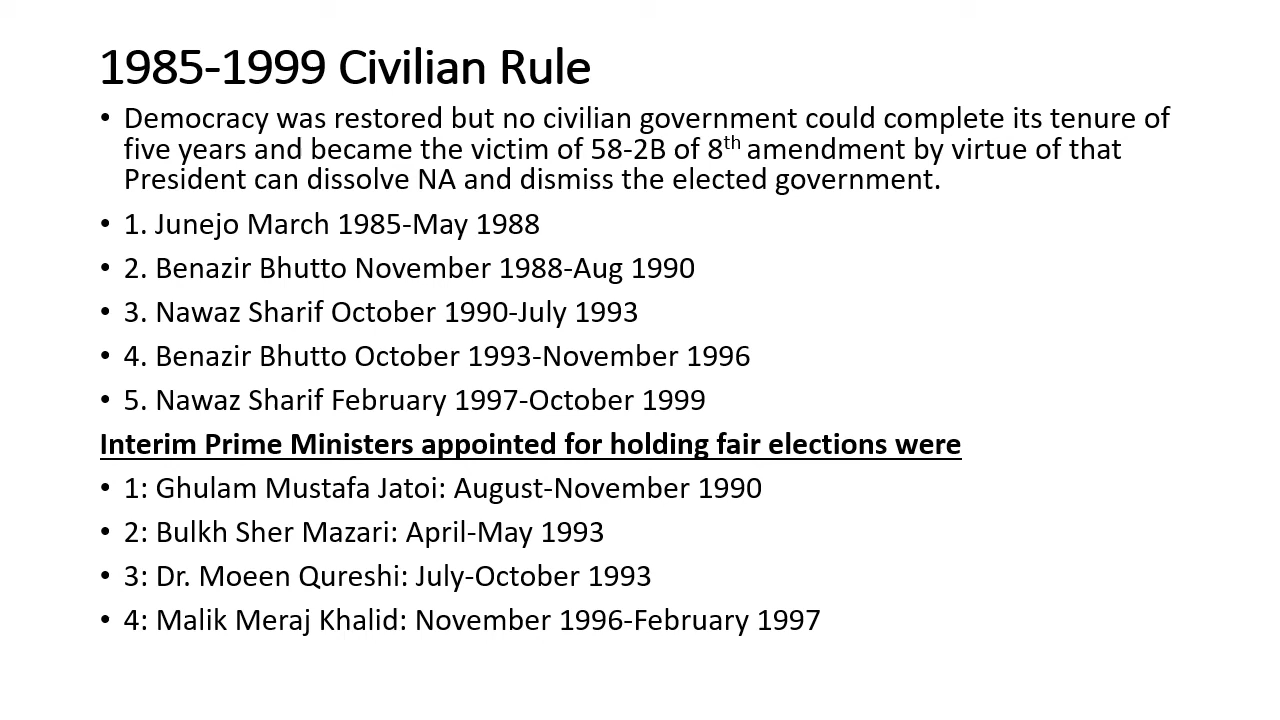 1985-1999 Civilian Rule
• Democracy was restored but no civilian government could complete its tenure of
five years and became the victim of 58-2B of 8th amendment by virtue of that
President can dissolve NA and dismiss the elected government.
• 1. Junejo March 1985-May 1988
• 2. Benazir Bhutto November 1988-Aug 1990
• 3. Nawaz Sharif October 1990-July 1993
• 4. Benazir Bhutto October 1993-November 1996
• 5. Nawaz Sharif February 1997-October 1999
Interim Prime Ministers appointed for holding fair elections were
• 1: Ghulam Mustafa Jatoi: August-November 1990
• 2: Bulkh Sher Mazari: April-May 1993
• 3: Dr. Moeen Qureshi: July-October 1993
• 4: Malik Meraj Khalid: November 1996-February 1997